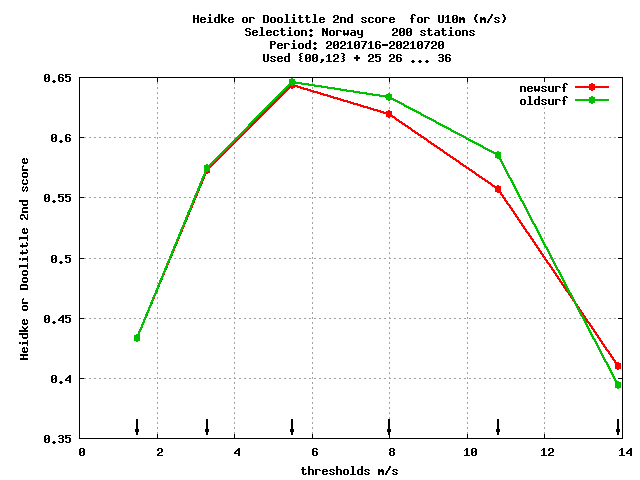 Heidke or Doolittle 2nd score  for U10m (m/s)
Selection: Norway    200 stations
Period: 20210716-20210720
Used {00,12} + 25 26 ... 36
newsurf
oldsurf
Heidke or Doolittle 2nd score
0.65
0.6
0.55
0.5
0.45
0.4
0.35
0 2 4 6 8 10 12 14
thresholds m/s